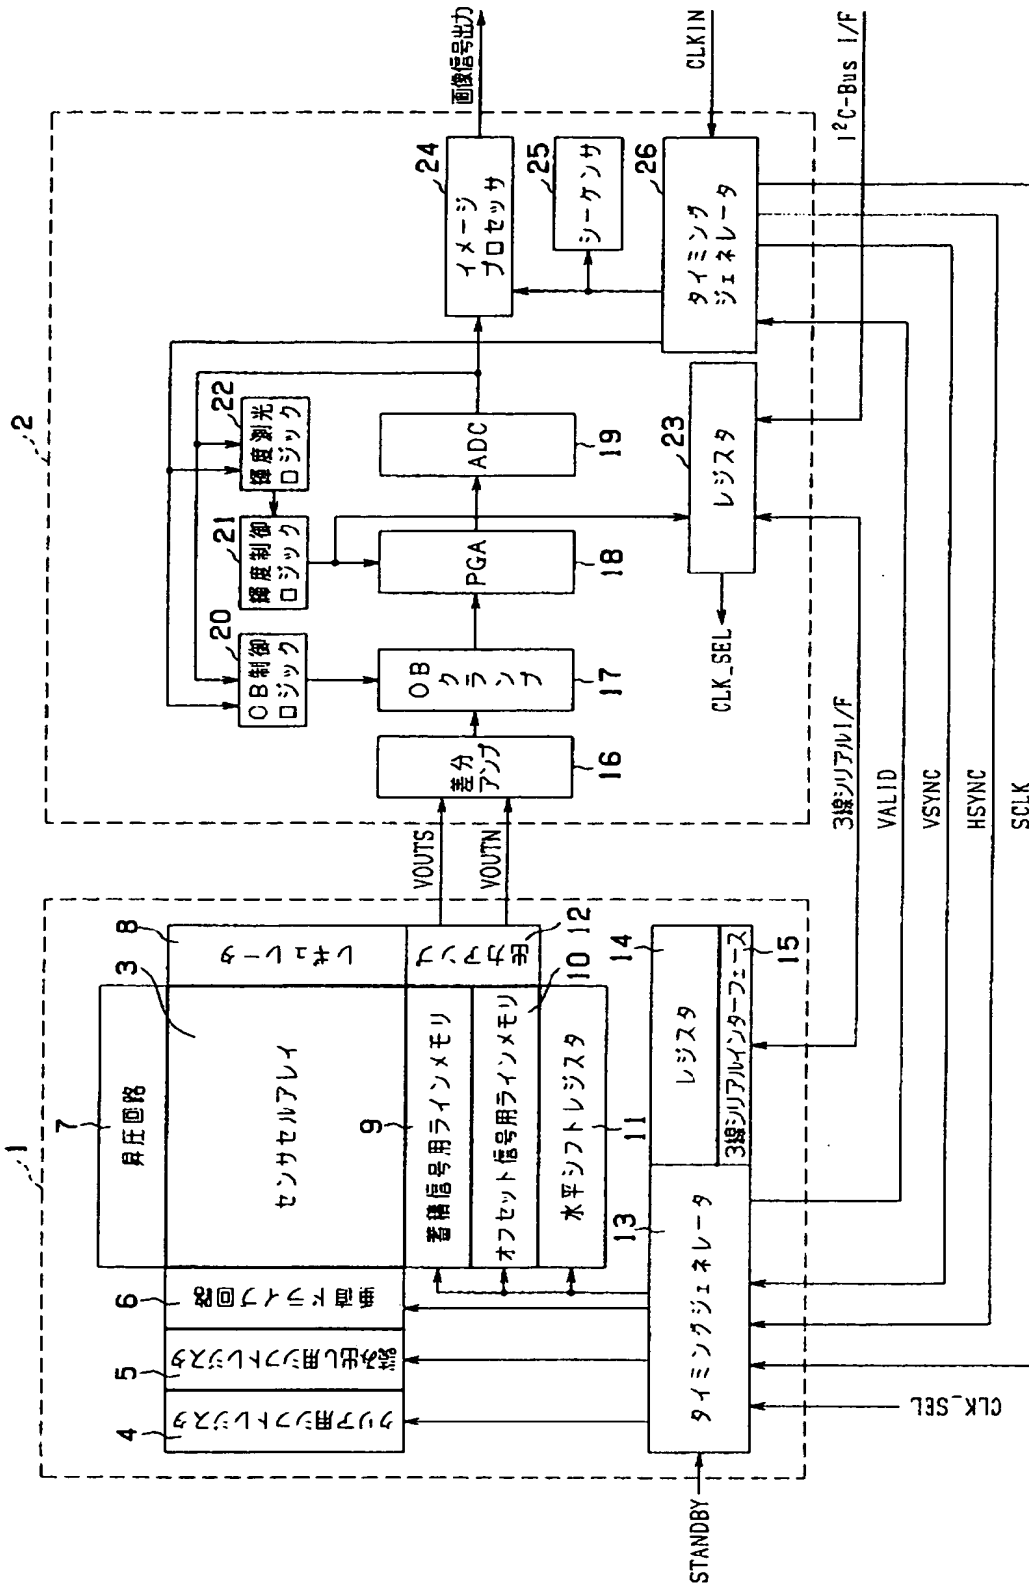 1
7
昇圧回路
3
センサセルアレイ
8
レギュレータ
6
垂直ドライブ回路
5
読み出し用シフトレジスタ
4
クリア用シフトレジスタ
9
蓄積信号用ラインメモリ
10
オフセット信号用ラインメモリ
11
水平シフトレジスタ
12
出力アンプ
13
タイミングジェネレータ
14
レジスタ
15
3線シリアルインターフェース
STANDBY
CLK_SEL
VOUTS
VOUTN
2
16
差分
アンプ
17
OB
クランプ
18
PGA
19
ADC
20
OB制御
ロジック
21
輝度制御
ロジック
22
輝度測光
ロジック
23
レジスタ
CLK_SEL
24
イメージ
プロセッサ
画像信号出力
25
シーケンサ
26
タイミング
ジェネレータ
CLKIN
I²C-Bus I/F
3線シリアルI/F
VALID
VSYNC
HSYNC
SCLK